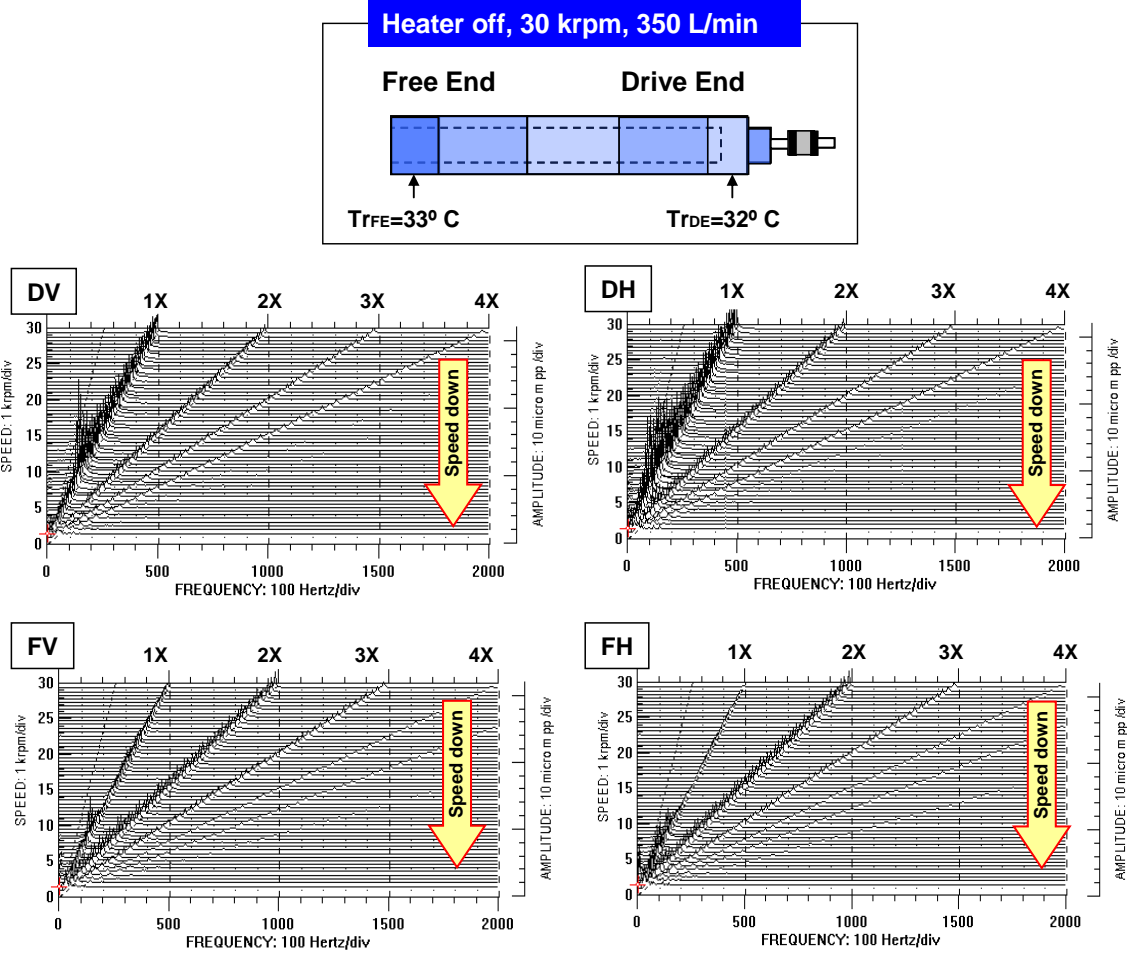 Heater off, 30 krpm, 350 L/min
Free End Drive End
TrFE=33º C TrDE=32º C
DV 1X 2X 3X 4X
30
25
20
15
10
5
0
SPEED: 1 krpm/div
Speed down
AMPLITUDE: 10 micro m pp /div
0 500 1000 1500 2000
FREQUENCY: 100 Hertz/div
DH 1X 2X 3X 4X
30
25
20
15
10
5
0
SPEED: 1 krpm/div
Speed down
AMPLITUDE: 10 micro m pp /div
0 500 1000 1500 2000
FREQUENCY: 100 Hertz/div
FV 1X 2X 3X 4X
30
25
20
15
10
5
0
SPEED: 1 krpm/div
Speed down
AMPLITUDE: 10 micro m pp /div
0 500 1000 1500 2000
FREQUENCY: 100 Hertz/div
FH 1X 2X 3X 4X
30
25
20
15
10
5
0
SPEED: 1 krpm/div
Speed down
AMPLITUDE: 10 micro m pp /div
0 500 1000 1500 2000
FREQUENCY: 100 Hertz/div